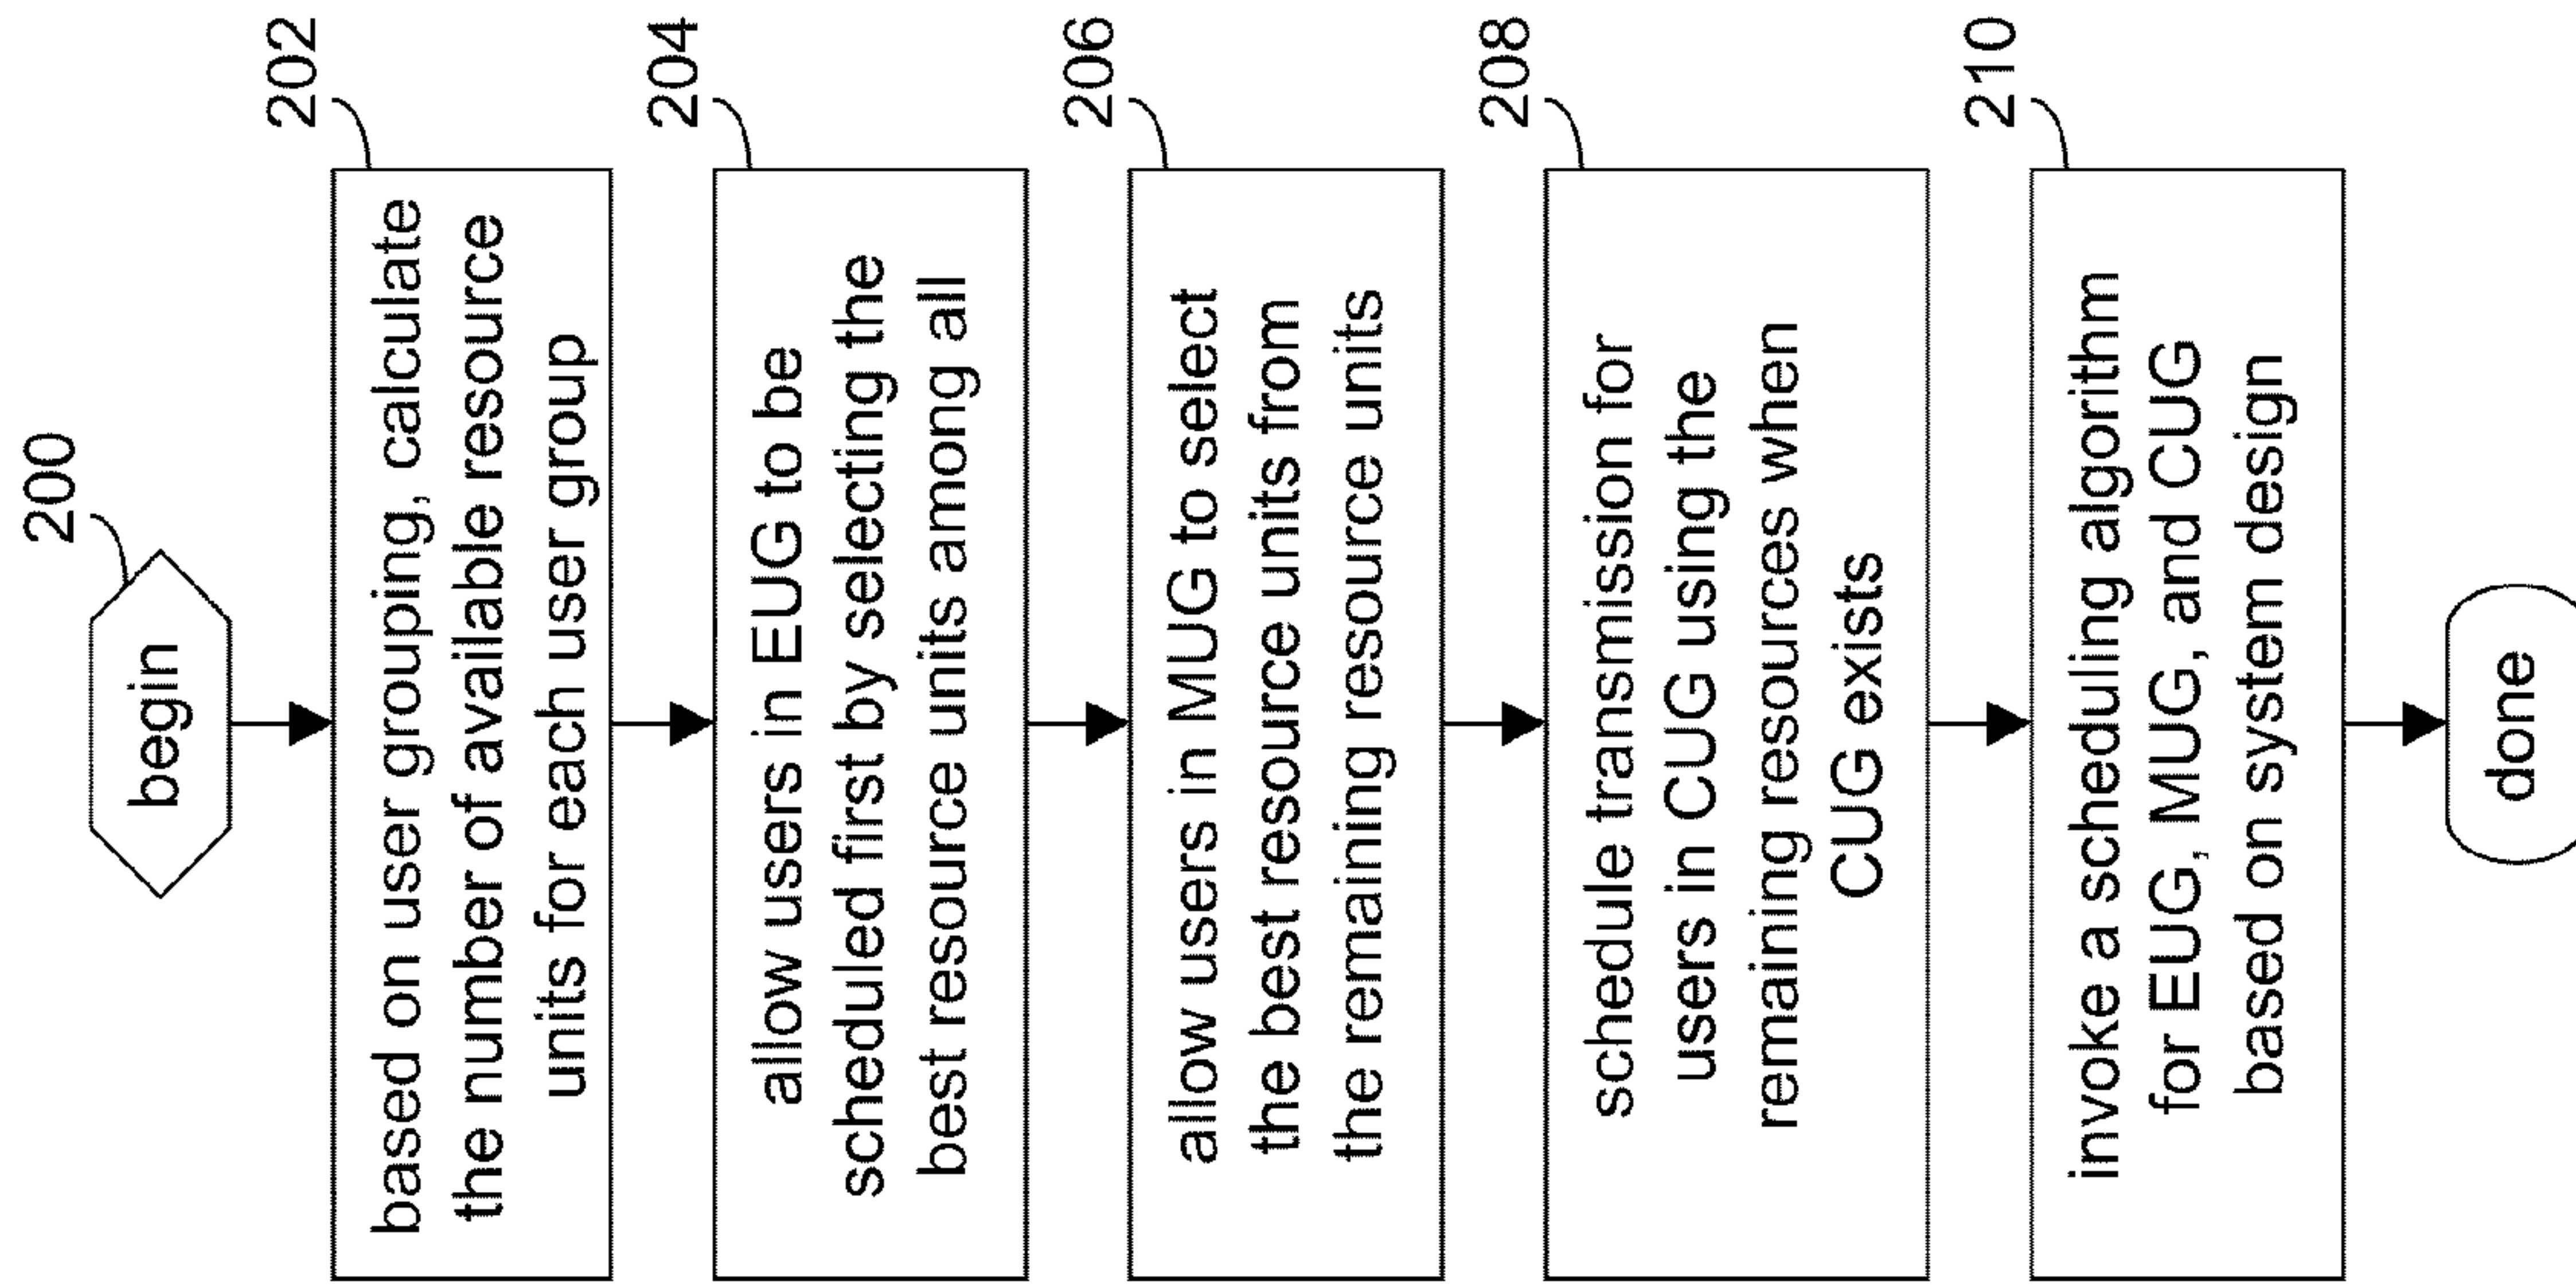 200
begin
202
based on user grouping, calculate
the number of available resource
units for each user group
204
allow users in EUG to be
scheduled first by selecting the
best resource units among all
206
allow users in MUG to select
the best resource units from
the remaining resource units
208
schedule transmission for
users in CUG using the
remaining resources when
CUG exists
210
invoke a scheduling algorithm
for EUG, MUG, and CUG
based on system design
done